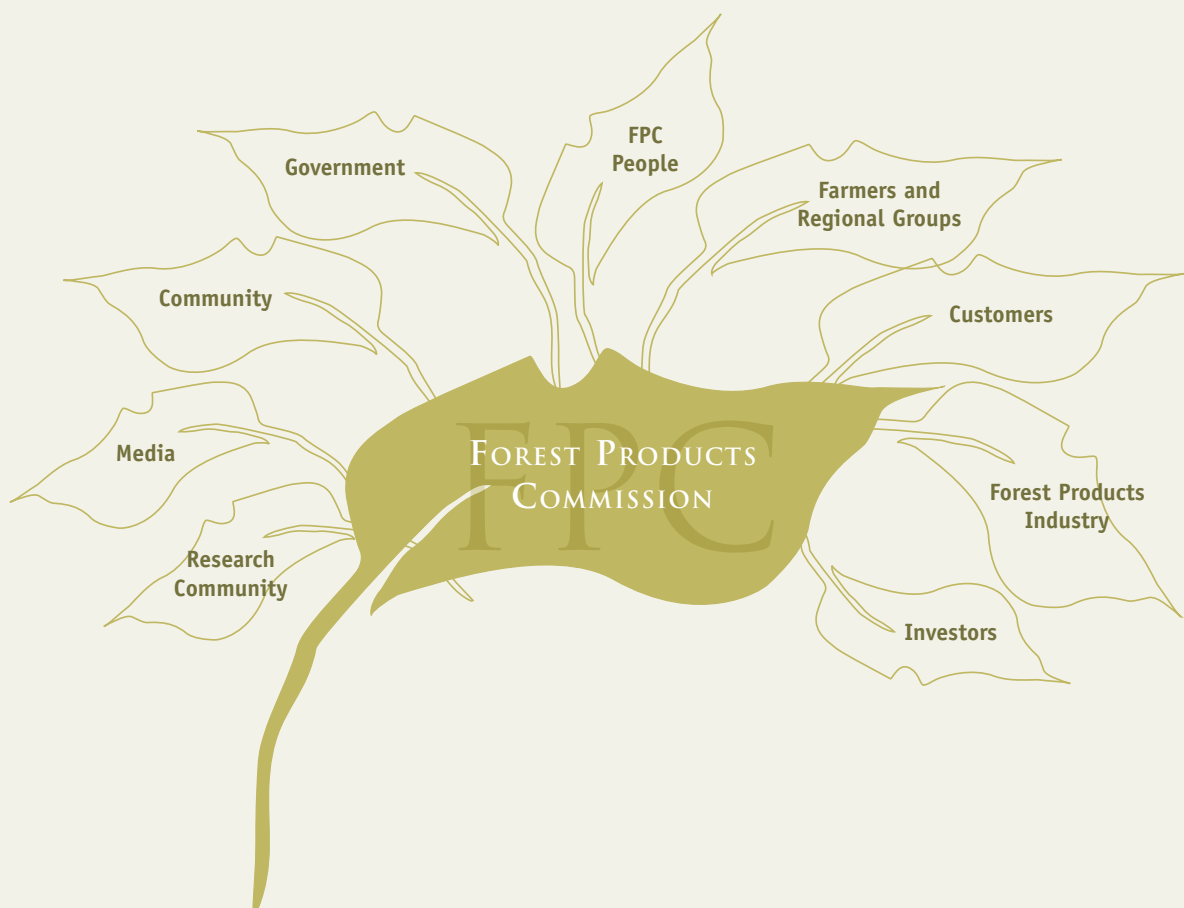 FPC
People
Government
Farmers and
Regional Groups
Community
Customers
Media
FPC
Forest Products
Commission
Forest Products
Industry
Research
Community
Investors